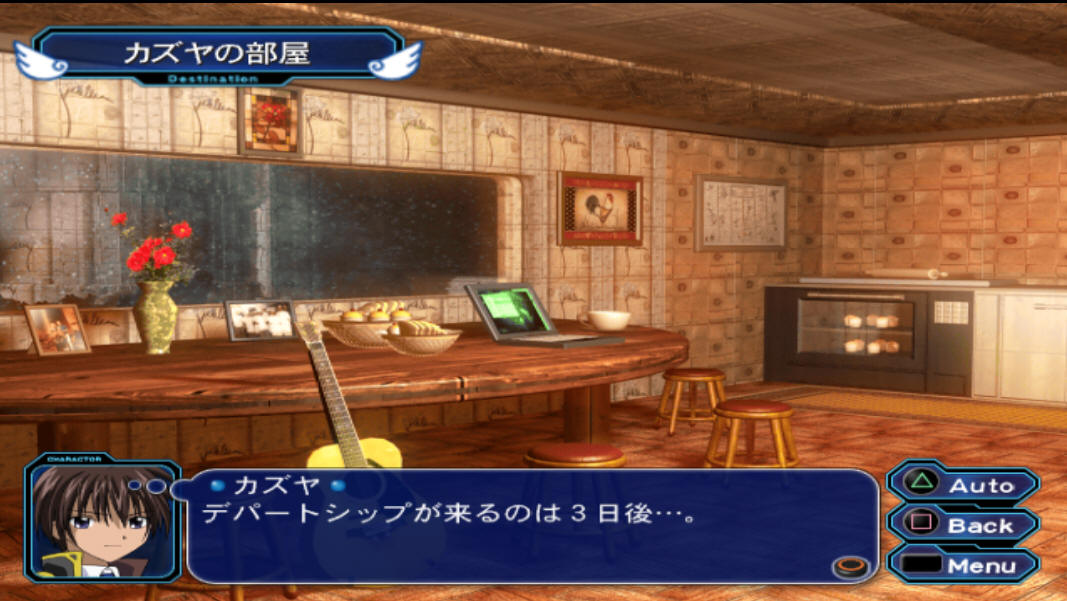 カズヤの部屋
Destination
CHARACTOR
カズヤ
デパートシップが来るのは３日後…。
Auto
Back
Menu